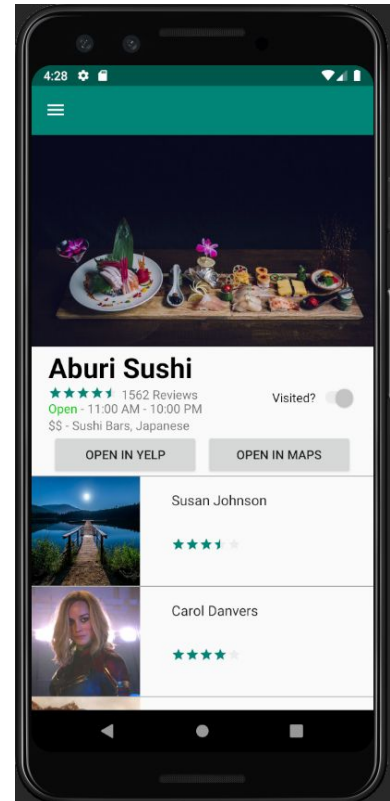 4:28
Aburi Sushi
1562 Reviews
Visited?
Open - 11:00 AM - 10:00 PM
$$ - Sushi Bars, Japanese
OPEN IN YELP
OPEN IN MAPS
Susan Johnson
Carol Danvers